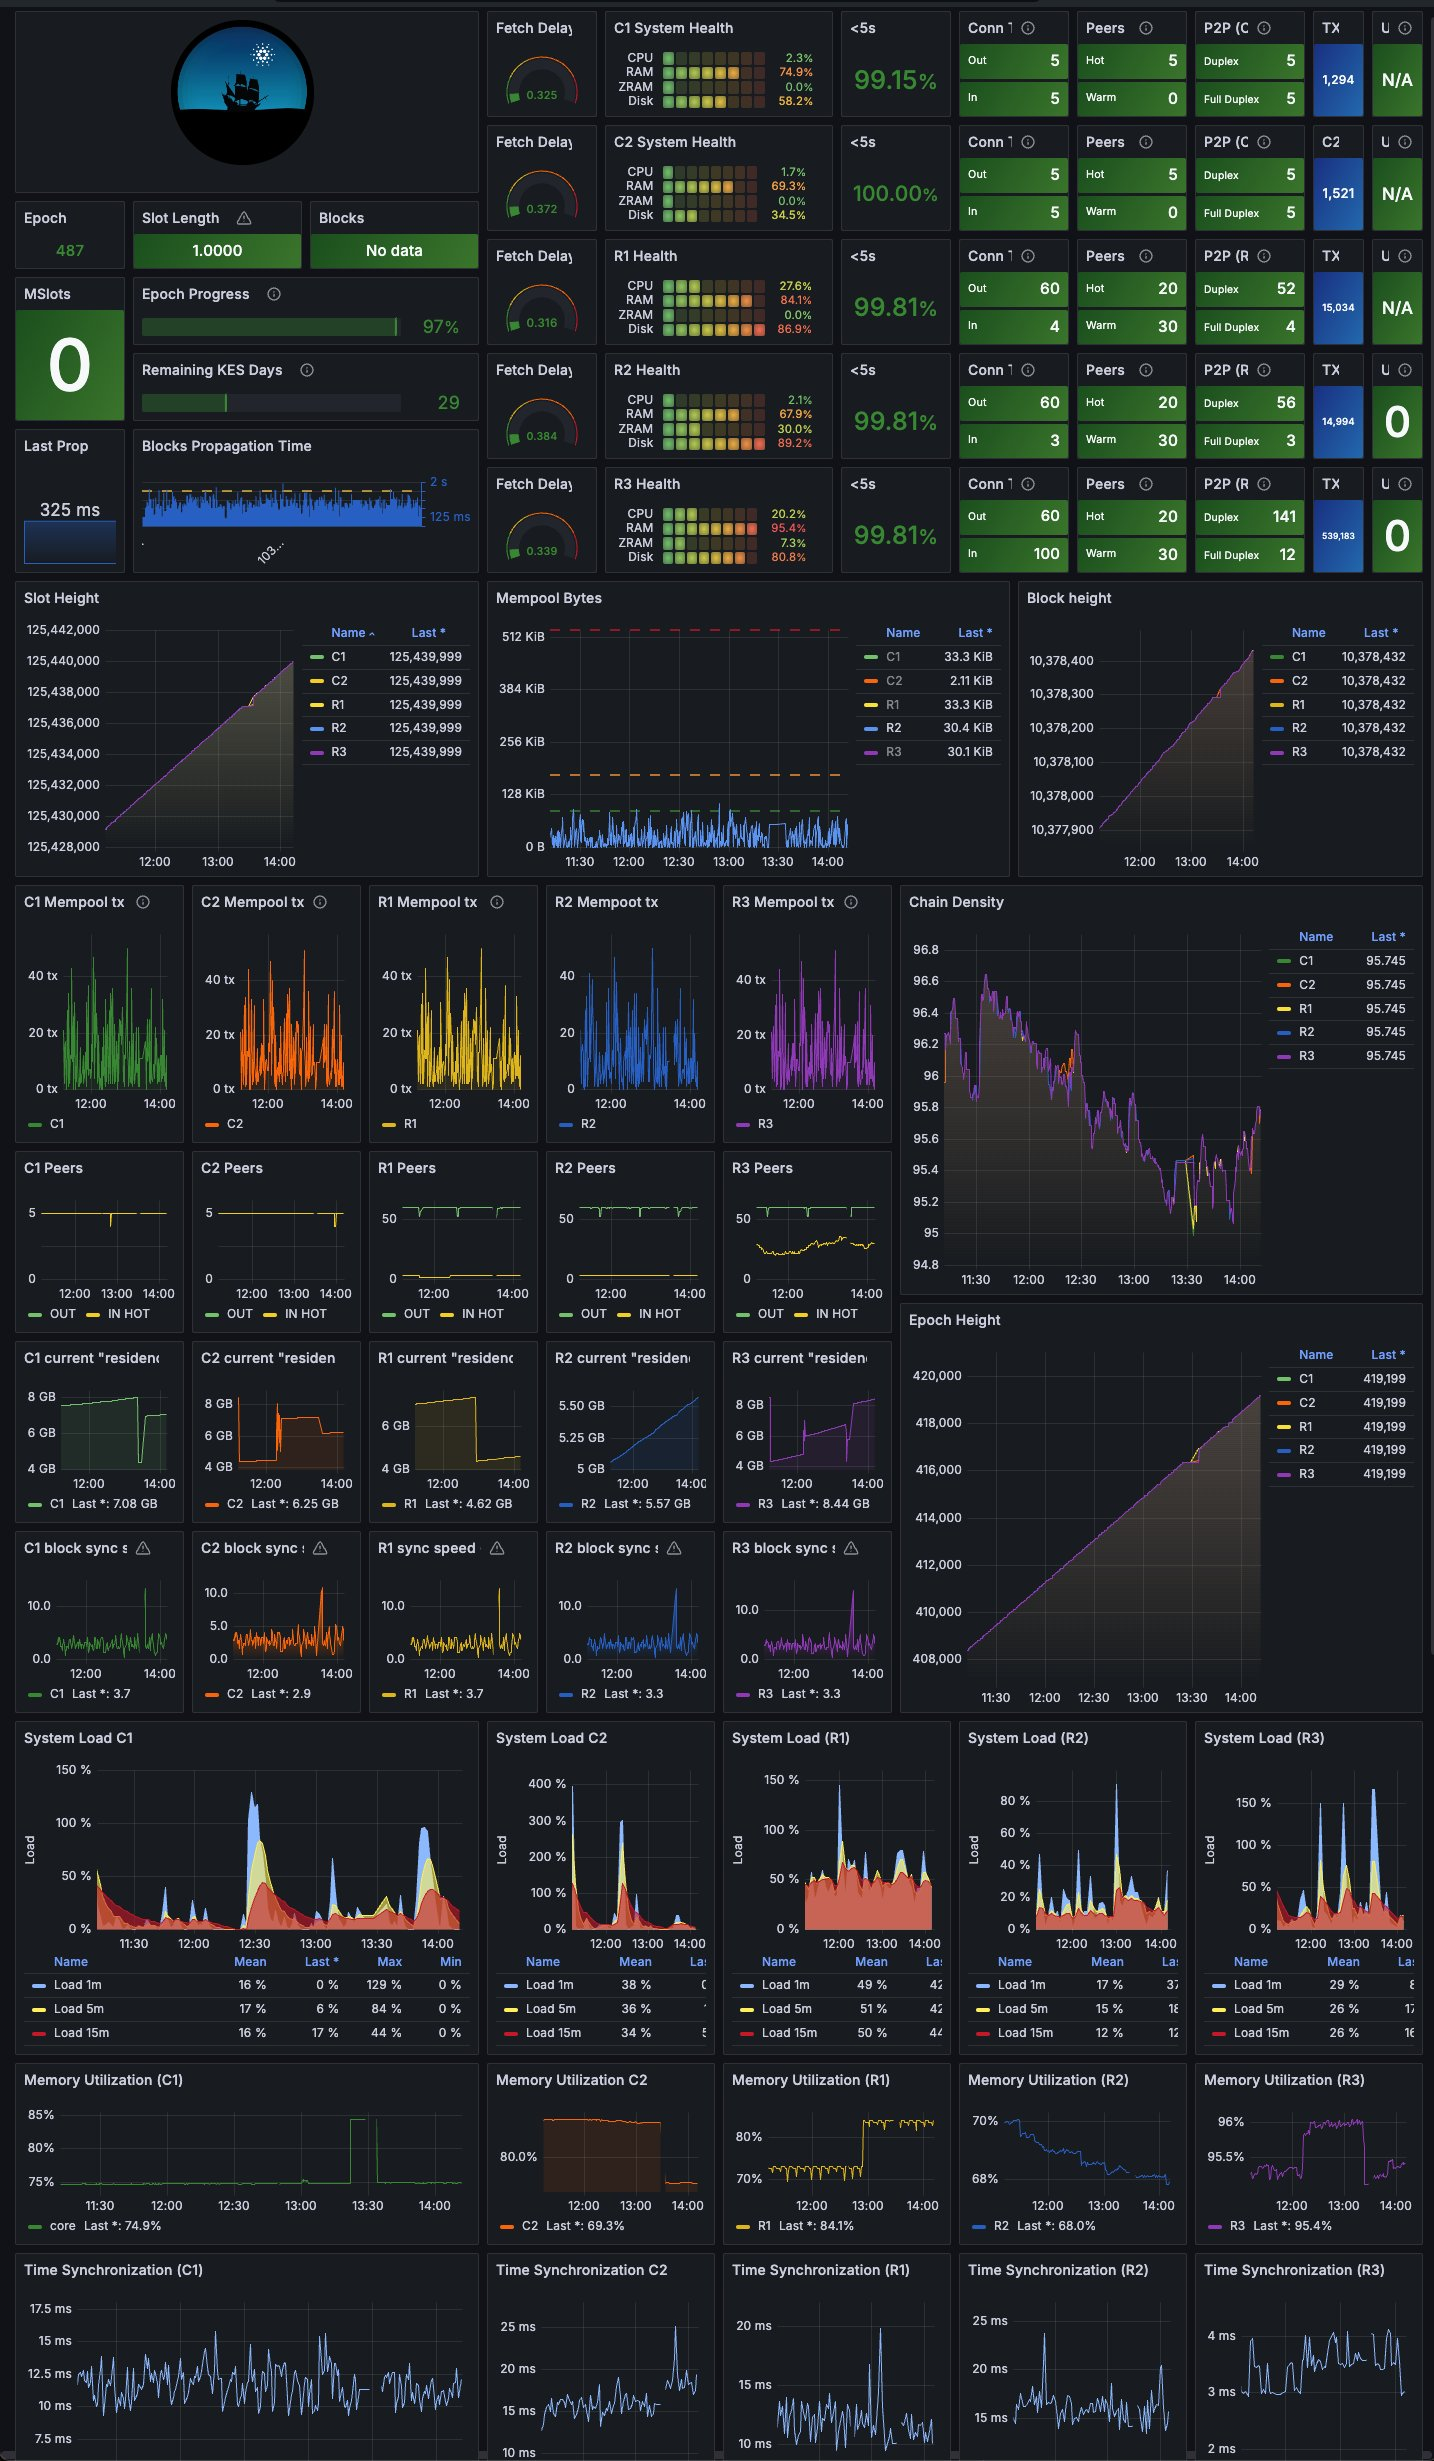 Fetch Delay
0.325
C1 System Health
CPU 2.3%
RAM 74.9%
ZRAM 0.0%
Disk 58.2%
<5s
99.15%
Conn T
Out 5
In 5
Peers
Hot 5
Warm 0
P2P (C
Duplex 5
Full Duplex 5
TX
1,294
U
N/A
Fetch Delay
0.372
C2 System Health
CPU 1.7%
RAM 69.3%
ZRAM 0.0%
Disk 34.5%
<5s
100.00%
Conn T
Out 5
In 5
Peers
Hot 5
Warm 0
P2P (C
Duplex 5
Full Duplex 5
C2
1,521
U
N/A
Epoch
487
Slot Length
1.0000
Blocks
No data
Fetch Delay
0.316
R1 Health
CPU 27.6%
RAM 84.1%
ZRAM 0.0%
Disk 86.9%
<5s
99.81%
Conn T
Out 60
In 4
Peers
Hot 20
Warm 30
P2P (R
Duplex 52
Full Duplex 4
TX
15,034
U
N/A
MSlots
0
Epoch Progress
97%
Remaining KES Days
29
Fetch Delay
0.384
R2 Health
CPU 2.1%
RAM 67.9%
ZRAM 30.0%
Disk 89.2%
<5s
99.81%
Conn T
Out 60
In 3
Peers
Hot 20
Warm 30
P2P (R
Duplex 56
Full Duplex 3
TX
14,994
U
0
Last Prop
325 ms
Blocks Propagation Time
2 s
125 ms
103...
Fetch Delay
0.339
R3 Health
CPU 20.2%
RAM 95.4%
ZRAM 7.3%
Disk 80.8%
<5s
99.81%
Conn T
Out 60
In 100
Peers
Hot 20
Warm 30
P2P (R
Duplex 141
Full Duplex 12
TX
539,183
U
0
Slot Height
125,442,000
125,440,000
125,438,000
125,436,000
125,434,000
125,432,000
125,430,000
125,428,000
12:00 13:00 14:00
Name Last *
C1 125,439,999
C2 125,439,999
R1 125,439,999
R2 125,439,999
R3 125,439,999
Mempool Bytes
512 KiB
384 KiB
256 KiB
128 KiB
0 B
11:30 12:00 12:30 13:00 13:30 14:00
Name Last *
C1 33.3 KiB
C2 2.11 KiB
R1 33.3 KiB
R2 30.4 KiB
R3 30.1 KiB
Block height
10,378,400
10,378,300
10,378,200
10,378,100
10,378,000
10,377,900
12:00 13:00 14:00
Name Last *
C1 10,378,432
C2 10,378,432
R1 10,378,432
R2 10,378,432
R3 10,378,432
C1 Mempool tx
40 tx
20 tx
0 tx
12:00 14:00
C1
C2 Mempool tx
40 tx
20 tx
0 tx
12:00 14:00
C2
R1 Mempool tx
40 tx
20 tx
0 tx
12:00 14:00
R1
R2 Mempoot tx
40
20
0
12:00 14:00
R2
R3 Mempool tx
40 tx
20 tx
0 tx
12:00 14:00
R3
Chain Density
96.8
96.6
96.4
96.2
96
95.8
95.6
95.4
95.2
95
94.8
11:30 12:00 12:30 13:00 13:30 14:00
Name Last *
C1 95.745
C2 95.745
R1 95.745
R2 95.745
R3 95.745
C1 Peers
5
0
12:00 13:00 14:00
OUT IN HOT
C2 Peers
5
0
12:00 13:00 14:00
OUT IN HOT
R1 Peers
50
0
12:00 14:00
OUT IN HOT
R2 Peers
50
0
12:00 14:00
OUT IN HOT
R3 Peers
50
0
12:00 14:00
OUT IN HOT
Epoch Height
420,000
418,000
416,000
414,000
412,000
410,000
408,000
11:30 12:00 12:30 13:00 13:30 14:00
Name Last *
C1 419,199
C2 419,199
R1 419,199
R2 419,199
R3 419,199
C1 current "residenc
8 GB
6 GB
4 GB
12:00 14:00
C1 Last *: 7.08 GB
C2 current "residen
8 GB
6 GB
4 GB
12:00 14:00
C2 Last *: 6.25 GB
R1 current "residenc
6 GB
4 GB
12:00 14:00
R1 Last *: 4.62 GB
R2 current "residen
5.50 GB
5.25 GB
5 GB
12:00 14:00
R2 Last *: 5.57 GB
R3 current "residen
8 GB
6 GB
4 GB
12:00 14:00
R3 Last *: 8.44 GB
C1 block sync s
10.0
0.0
12:00 14:00
C1 Last *: 3.7
C2 block sync s
10.0
5.0
0.0
12:00 14:00
C2 Last *: 2.9
R1 sync speed
10.0
0.0
12:00 14:00
R1 Last *: 3.7
R2 block sync s
10.0
0.0
12:00 14:00
R2 Last *: 3.3
R3 block sync s
10.0
0.0
12:00 14:00
R3 Last *: 3.3
System Load C1
Load
150 %
100 %
50 %
0 %
11:30 12:00 12:30 13:00 13:30 14:00
Name Mean Last * Max Min
Load 1m 16 % 0 % 129 % 0 %
Load 5m 17 % 6 % 84 % 0 %
Load 15m 16 % 17 % 44 % 0 %
System Load C2
Load
400 %
300 %
200 %
100 %
0 %
12:00 13:00 14:00
Name Mean Las
Load 1m 38 %
Load 5m 36 %
Load 15m 34 %
System Load (R1)
Load
150 %
100 %
50 %
0 %
12:00 13:00 14:00
Name Mean Las
Load 1m 49 % 42
Load 5m 51 % 42
Load 15m 50 % 44
System Load (R2)
Load
80 %
60 %
40 %
20 %
0 %
12:00 13:00 14:00
Name Mean Las
Load 1m 17 % 37
Load 5m 15 % 18
Load 15m 12 % 12
System Load (R3)
Load
150 %
100 %
50 %
0 %
12:00 13:00 14:00
Name Mean Las
Load 1m 29 % 8
Load 5m 26 % 17
Load 15m 26 % 16
Memory Utilization (C1)
85%
80%
75%
11:30 12:00 12:30 13:00 13:30 14:00
core Last *: 74.9%
Memory Utilization C2
80.0%
12:00 13:00 14:00
C2 Last *: 69.3%
Memory Utilization (R1)
80%
70%
12:00 13:00 14:00
R1 Last *: 84.1%
Memory Utilization (R2)
70%
68%
12:00 13:00 14:00
R2 Last *: 68.0%
Memory Utilization (R3)
96%
95.5%
12:00 13:00 14:00
R3 Last *: 95.4%
Time Synchronization (C1)
17.5 ms
15 ms
12.5 ms
10 ms
7.5 ms
Time Synchronization C2
25 ms
20 ms
15 ms
10 ms
Time Synchronization (R1)
20 ms
15 ms
10 ms
Time Synchronization (R2)
25 ms
20 ms
15 ms
Time Synchronization (R3)
4 ms
3 ms
2 ms